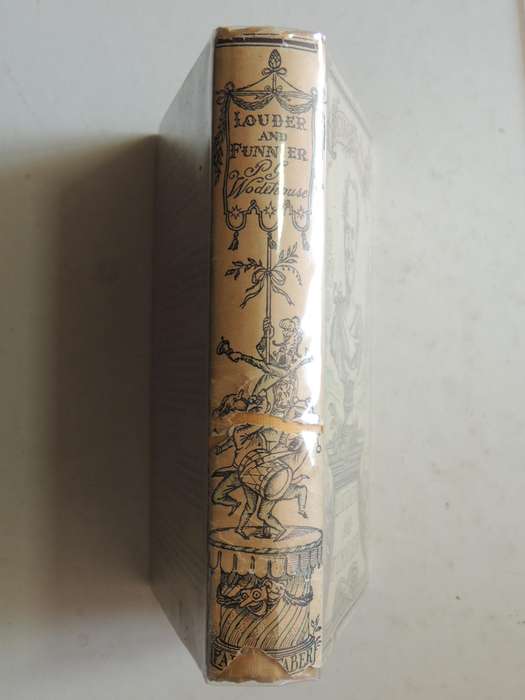 LOUDER
AND
FUNNIER
P. G.
Wodehouse
FABER